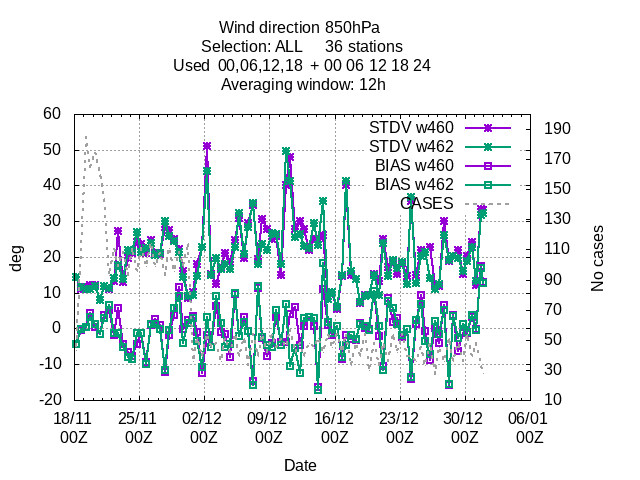 Wind direction 850hPa
Selection: ALL     36 stations
Used  00,06,12,18  + 00 06 12 18 24
Averaging window: 12h
60
50
40
30
20
10
0
-10
-20
deg
190
170
150
130
110
90
70
50
30
10
No cases
STDV w460
STDV w462
BIAS w460
BIAS w462
CASES
18/11 25/11 02/12 09/12 16/12 23/12 30/12 06/01
00Z 00Z 00Z 00Z 00Z 00Z 00Z 00Z
Date